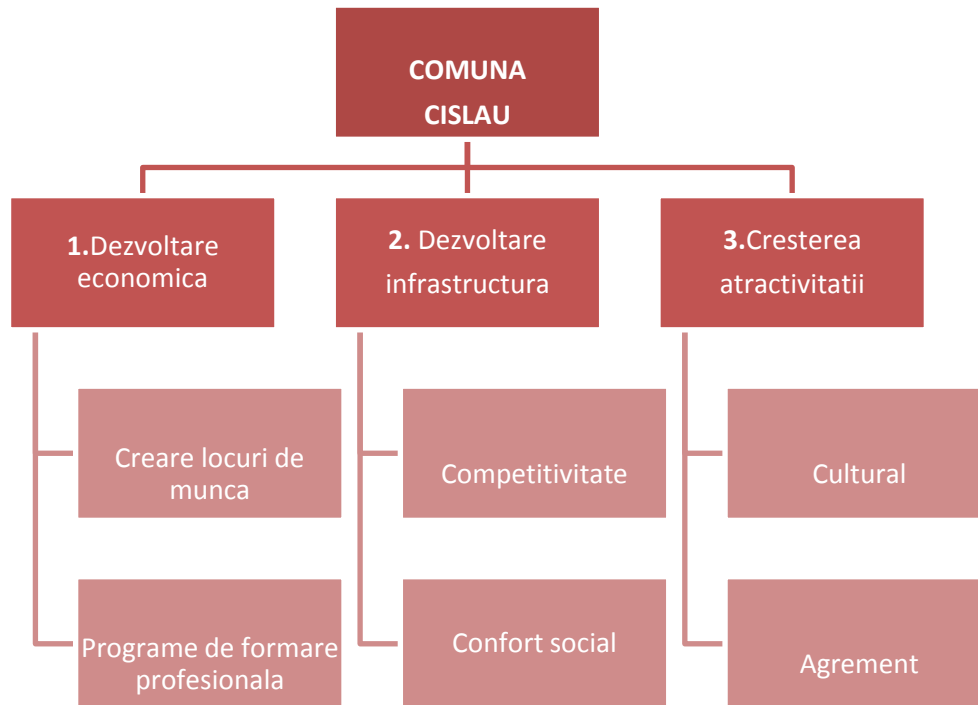 COMUNA
CISLAU
1.Dezvoltare
economica
2. Dezvoltare
infrastructura
3.Cresterea
atractivitatii
Creare locuri de
munca
Programe de formare
profesionala
Competitivitate
Confort social
Cultural
Agrement